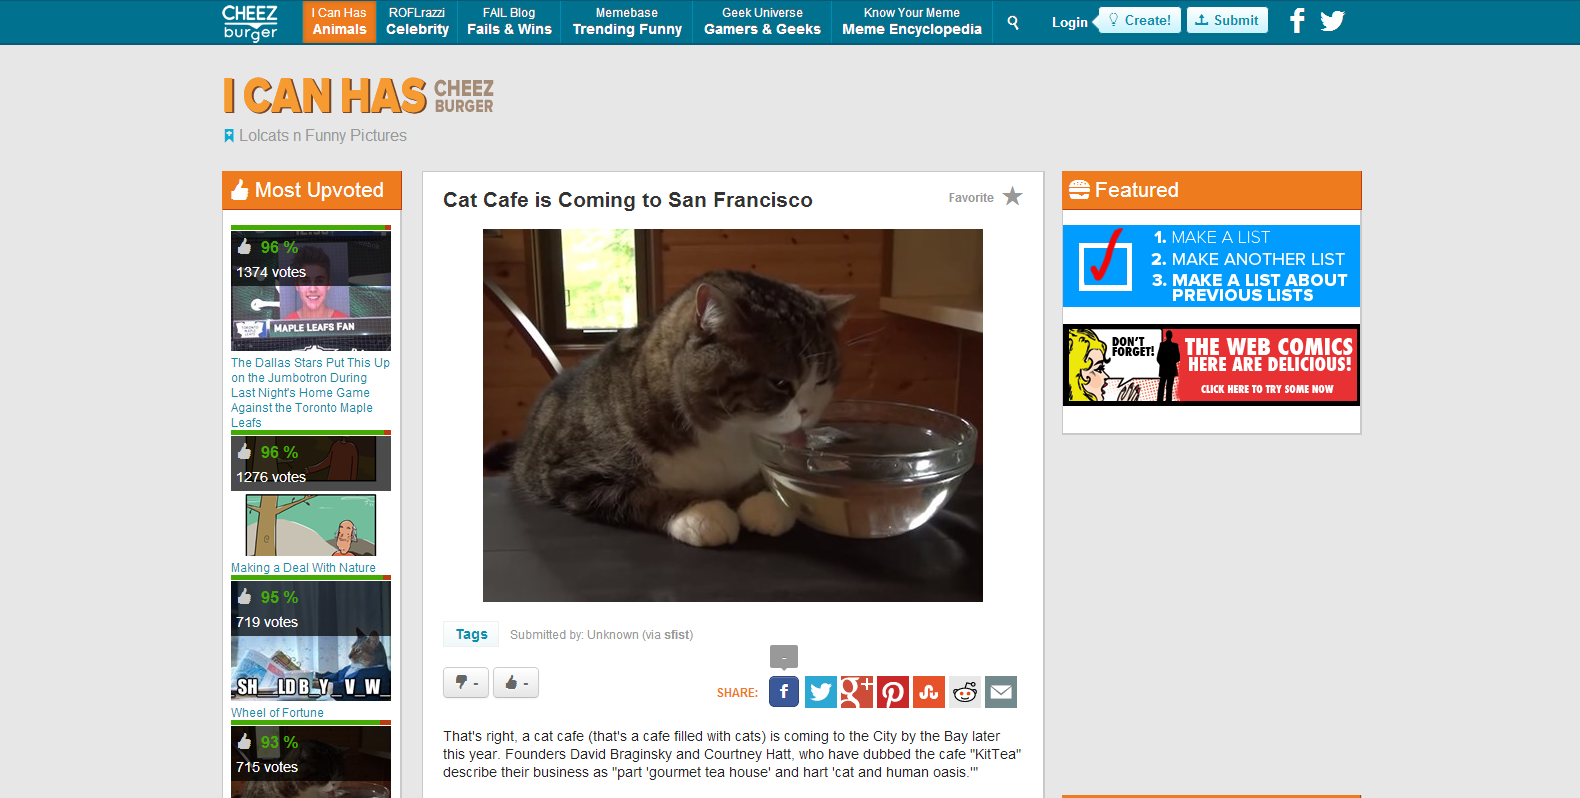 CHEEZ
burger
I Can Has
Animals
ROFLrazzi
Celebrity
FAIL Blog
Fails & Wins
Memebase
Trending Funny
Geek Universe
Gamers & Geeks
Know Your Meme
Meme Encyclopedia
Login
Create!
Submit
I CAN HAS CHEEZ
BURGER
Lolcats n Funny Pictures
Most Upvoted
96 %
1374 votes
MAPLE LEAFS FAN
The Dallas Stars Put This Up
on the Jumbotron During
Last Night's Home Game
Against the Toronto Maple
Leafs
96 %
1276 votes
Making a Deal With Nature
95 %
719 votes
SH__LD B_Y_V_W_
Wheel of Fortune
93 %
715 votes
Cat Cafe is Coming to San Francisco
Favorite
Tags
Submitted by: Unknown (via sfist)
-
-
-
SHARE:
That's right, a cat cafe (that's a cafe filled with cats) is coming to the City by the Bay later
this year. Founders David Braginsky and Courtney Hatt, who have dubbed the cafe "KitTea"
describe their business as "part 'gourmet tea house' and hart 'cat and human oasis.'"
Featured
1. MAKE A LIST
2. MAKE ANOTHER LIST
3. MAKE A LIST ABOUT
PREVIOUS LISTS
DON'T
FORGET!
THE WEB COMICS
HERE ARE DELICIOUS!
CLICK HERE TO TRY SOME NOW